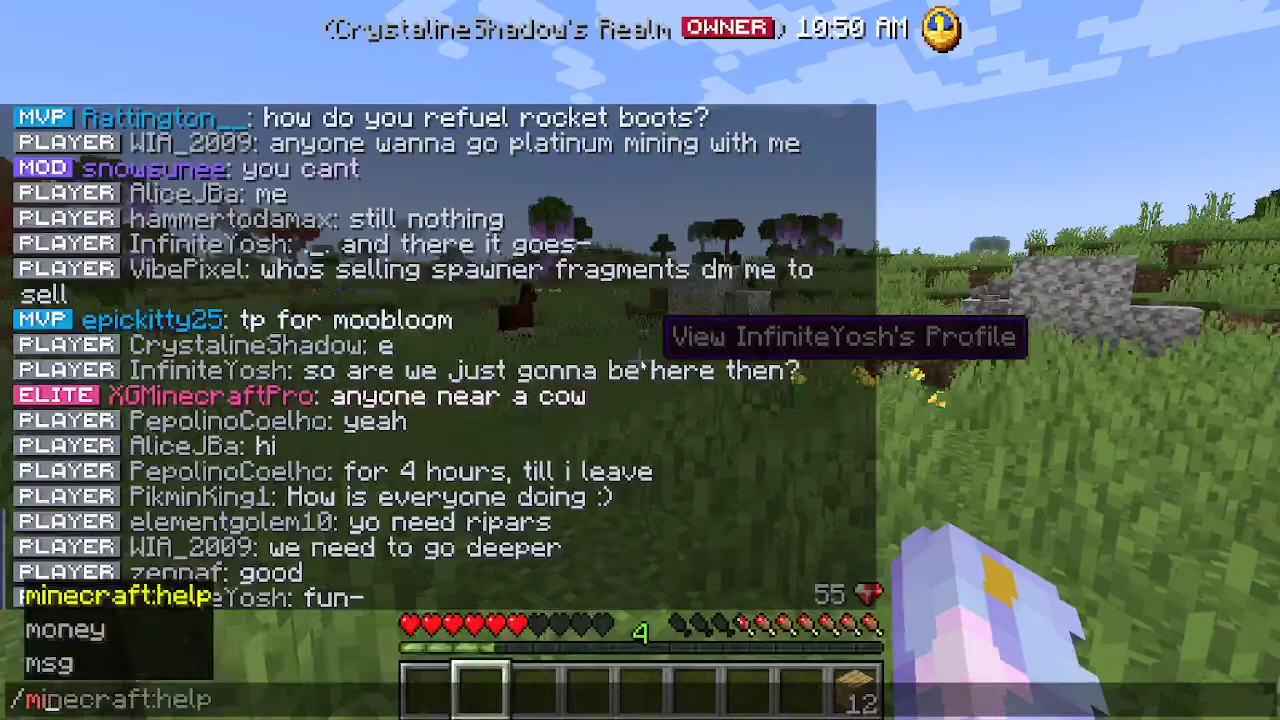 (CrystalineShadow's Realm OWNER) 10:50 AM
MVP Rattington__: how do you refuel rocket boots?
PLAYER WIA_2009: anyone wanna go platinum mining with me
MOD snowsunee: you cant
PLAYER AliceJBa: me
PLAYER hammertodamax: still nothing
PLAYER InfiniteYosh: ._. and there it goes-
PLAYER VibePixel: whos selling spawner fragments dm me to
sell
MVP epickitty25: tp for moobloom
PLAYER CrystalineShadow: e
View InfiniteYosh's Profile
PLAYER InfiniteYosh: so are we just gonna be here then?
ELITE XGMinecraftPro: anyone near a cow
PLAYER PepolinoCoelho: yeah
PLAYER AliceJBa: hi
PLAYER PepolinoCoelho: for 4 hours, till i leave
PLAYER PikminKing1: How is everyone doing :)
PLAYER elementgolem10: yo need ripars
PLAYER WIA_2009: we need to go deeper
PLAYER zennaf: good
eYosh: fun-
55
minecraft:help
money
msg
4
/minecraft:help
12